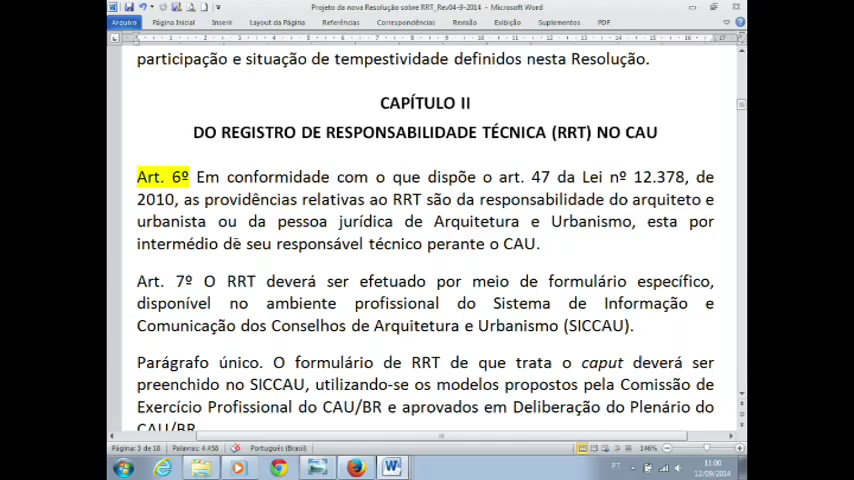 Projeto da nova Resolução sobre RRT_Rev04-9-2014 - Microsoft Word
Arquivo Página Inicial Inserir Layout da Página Referências Correspondências Revisão Exibição Suplementos PDF
participação e situação de tempestividade definidos nesta Resolução.
CAPÍTULO II
DO REGISTRO DE RESPONSABILIDADE TÉCNICA (RRT) NO CAU
Art. 6º Em conformidade com o que dispõe o art. 47 da Lei nº 12.378, de
2010, as providências relativas ao RRT são da responsabilidade do arquiteto e
urbanista ou da pessoa jurídica de Arquitetura e Urbanismo, esta por
intermédio de seu responsável técnico perante o CAU.
Art. 7º O RRT deverá ser efetuado por meio de formulário específico,
disponível no ambiente profissional do Sistema de Informação e
Comunicação dos Conselhos de Arquitetura e Urbanismo (SICCAU).
Parágrafo único. O formulário de RRT de que trata o caput deverá ser
preenchido no SICCAU, utilizando-se os modelos propostos pela Comissão de
Exercício Profissional do CAU/BR e aprovados em Deliberação do Plenário do
CAU/BR.
Página: 3 de 18 Palavras: 4.458 Português (Brasil) 146%
PT 11:00
12/09/2014